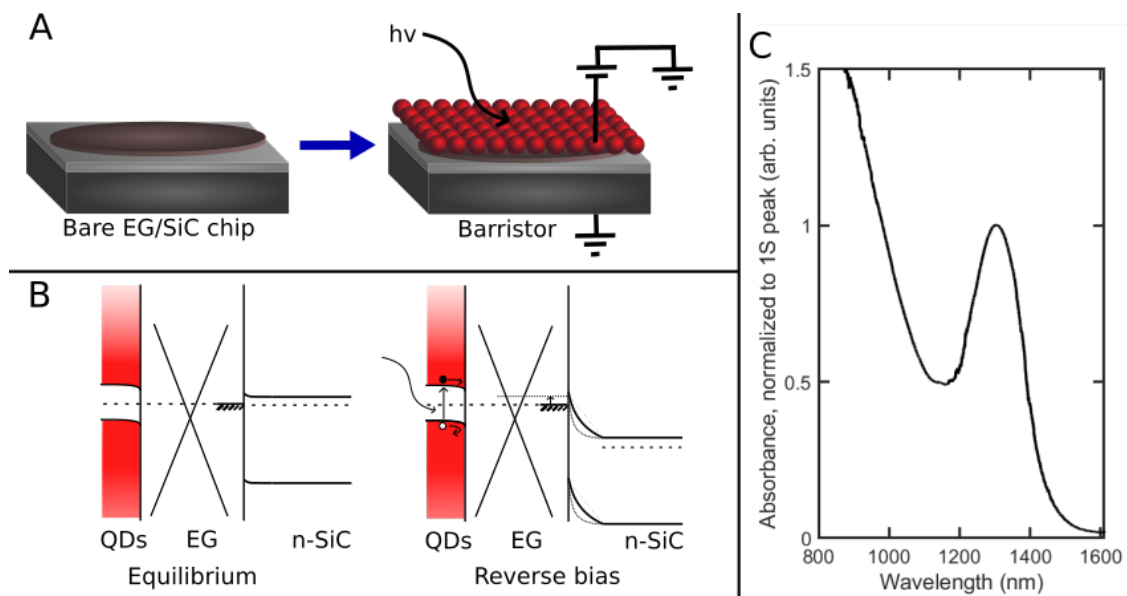 A
hν
Bare EG/SiC chip
Barristor
B
QDs
EG
n-SiC
Equilibrium
QDs
EG
n-SiC
Reverse bias
C
Absorbance, normalized to 1S peak (arb. units)
1.5
1
0.5
0
800 1000 1200 1400 1600
Wavelength (nm)